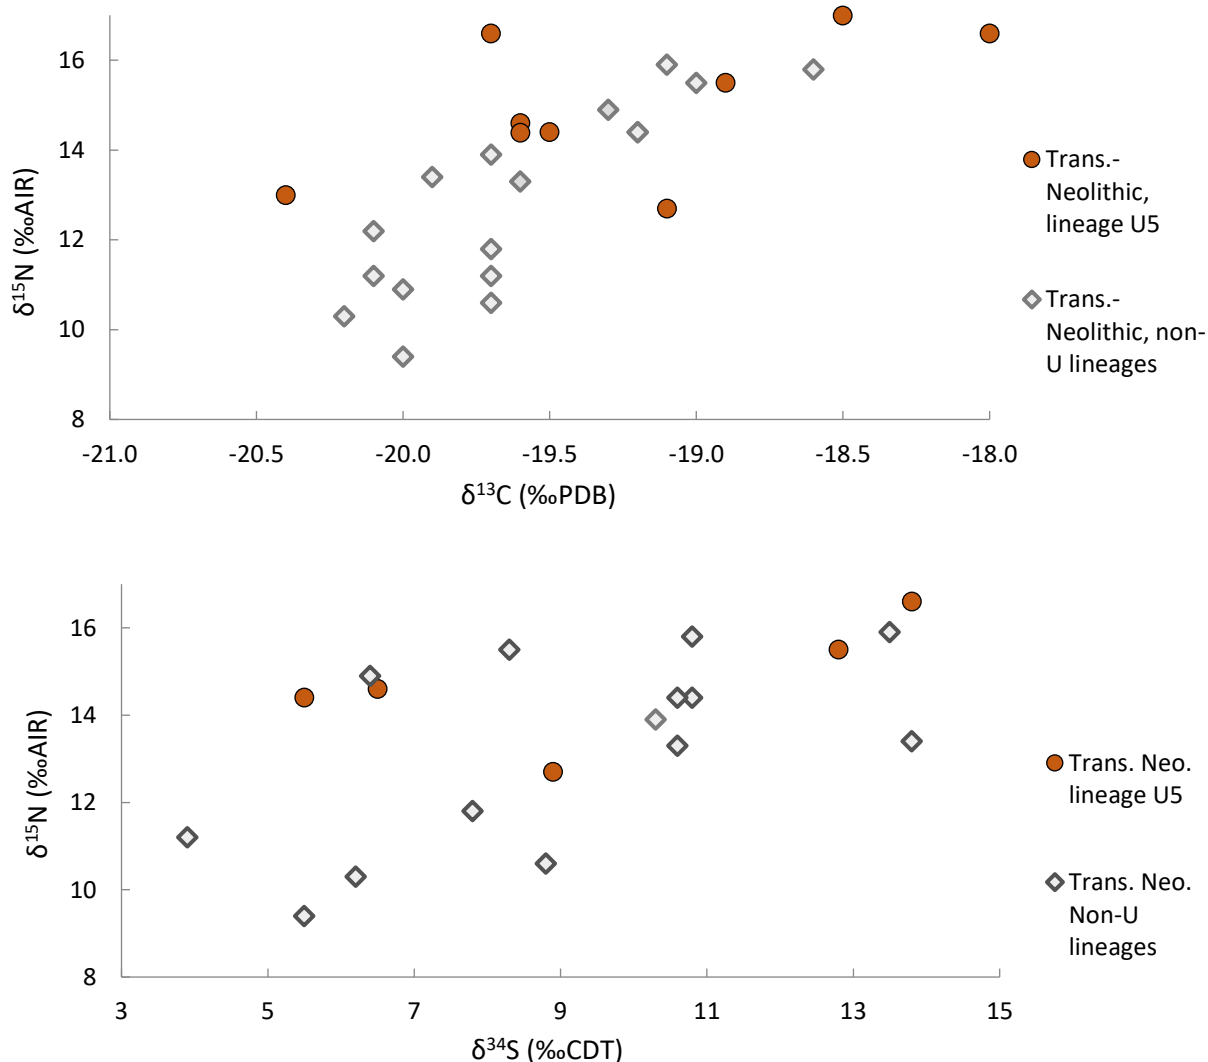 16
14
12
10
8
δ15N (‰AIR)
-21.0 -20.5 -20.0 -19.5 -19.0 -18.5 -18.0
δ13C (‰PDB)
Trans.-
Neolithic,
lineage U5
Trans.-
Neolithic, non-
U lineages
16
14
12
10
8
δ15N (‰AIR)
3 5 7 9 11 13 15
δ34S (‰CDT)
Trans. Neo.
lineage U5
Trans. Neo.
Non-U
lineages